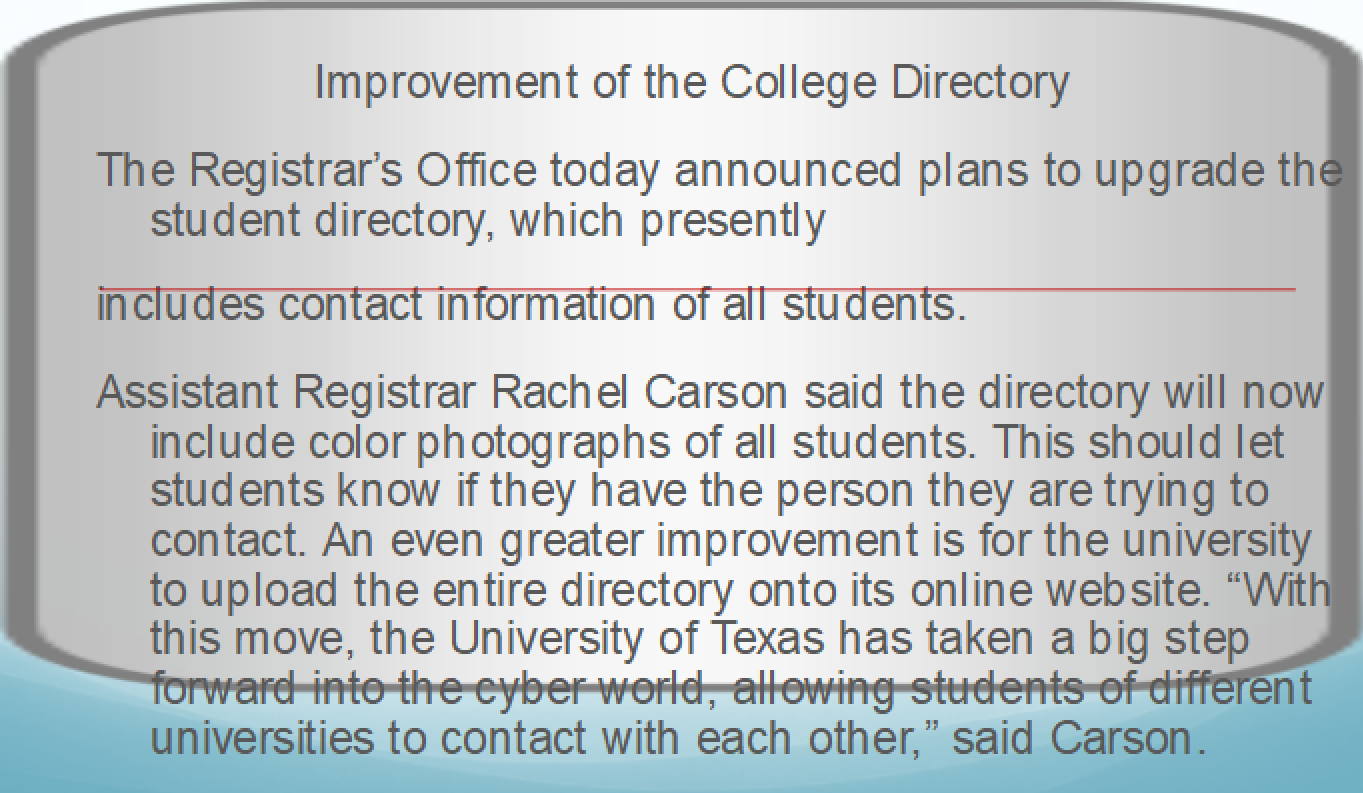 Improvement of the College Directory
The Registrar’s Office today announced plans to upgrade the
student directory, which presently
includes contact information of all students.
Assistant Registrar Rachel Carson said the directory will now
include color photographs of all students. This should let
students know if they have the person they are trying to
contact. An even greater improvement is for the university
to upload the entire directory onto its online website. “With
this move, the University of Texas has taken a big step
forward into the cyber world, allowing students of different
universities to contact with each other,” said Carson.